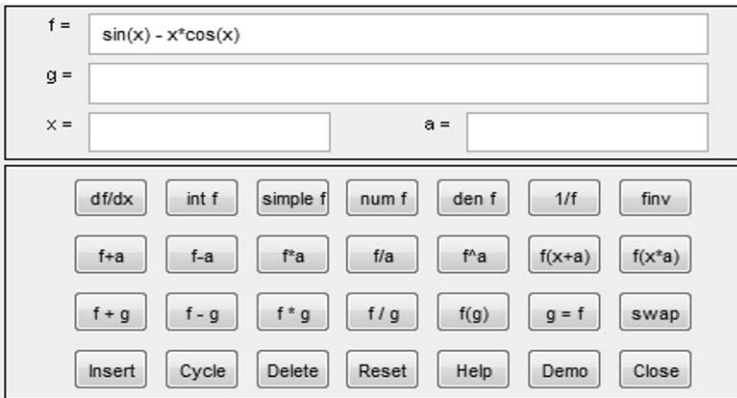 f = sin(x) - x*cos(x)
g =
x = a =
df/dx int f simple f num f den f 1/f finv
f+a f-a f*a f/a f^a f(x+a) f(x*a)
f + g f - g f * g f / g f(g) g = f swap
Insert Cycle Delete Reset Help Demo Close